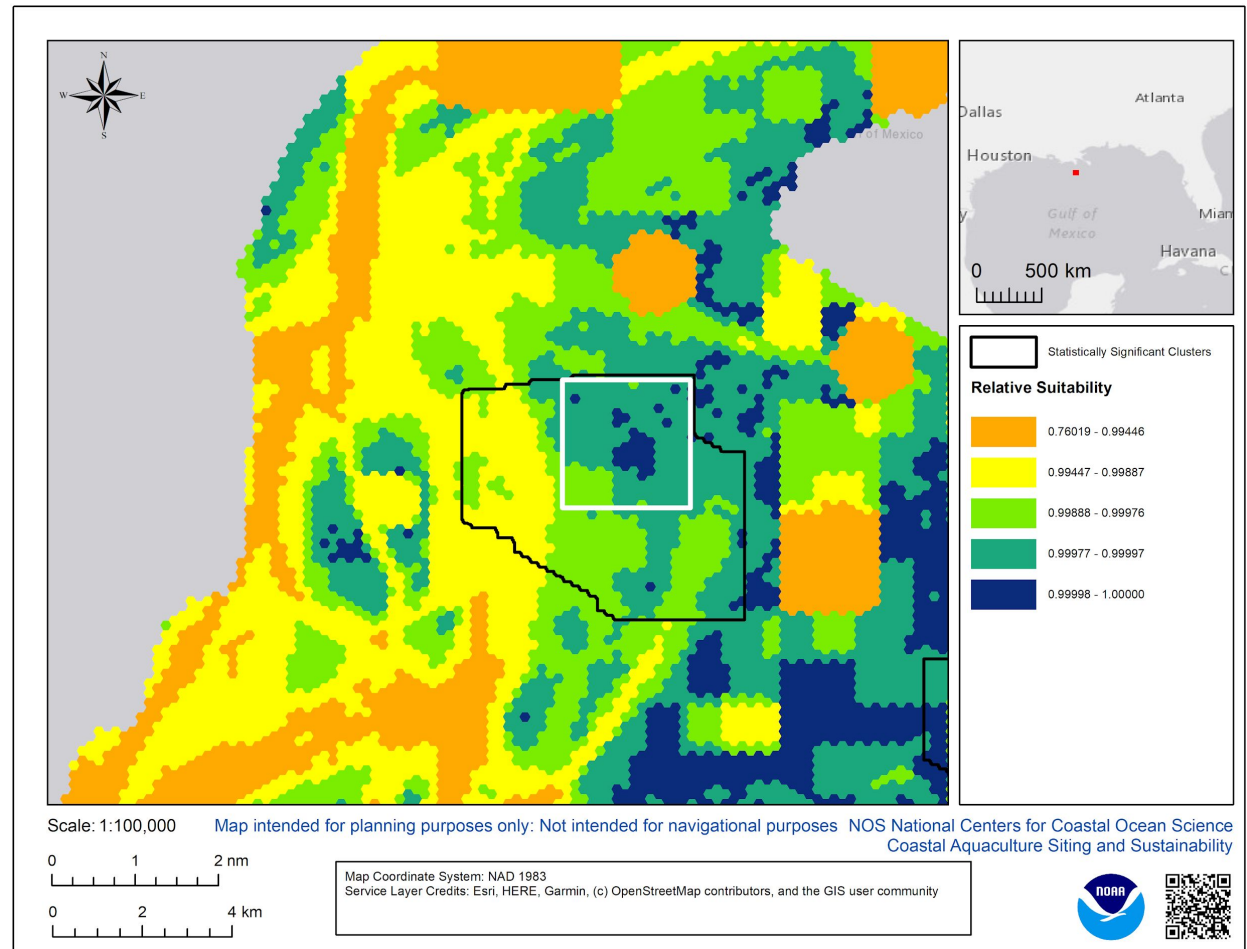 N
W
E
S
of Mexico
Dallas
Atlanta
Houston
Gulf of
Mexico
Miam
Havana
0 500 km
Statistically Significant Clusters
Relative Suitability
0.76019 - 0.99446
0.99447 - 0.99887
0.99888 - 0.99976
0.99977 - 0.99997
0.99998 - 1.00000
Scale: 1:100,000
Map intended for planning purposes only: Not intended for navigational purposes
NOS National Centers for Coastal Ocean Science
Coastal Aquaculture Siting and Sustainability
0 1 2 nm
0 2 4 km
Map Coordinate System: NAD 1983
Service Layer Credits: Esri, HERE, Garmin, (c) OpenStreetMap contributors, and the GIS user community
NOAA